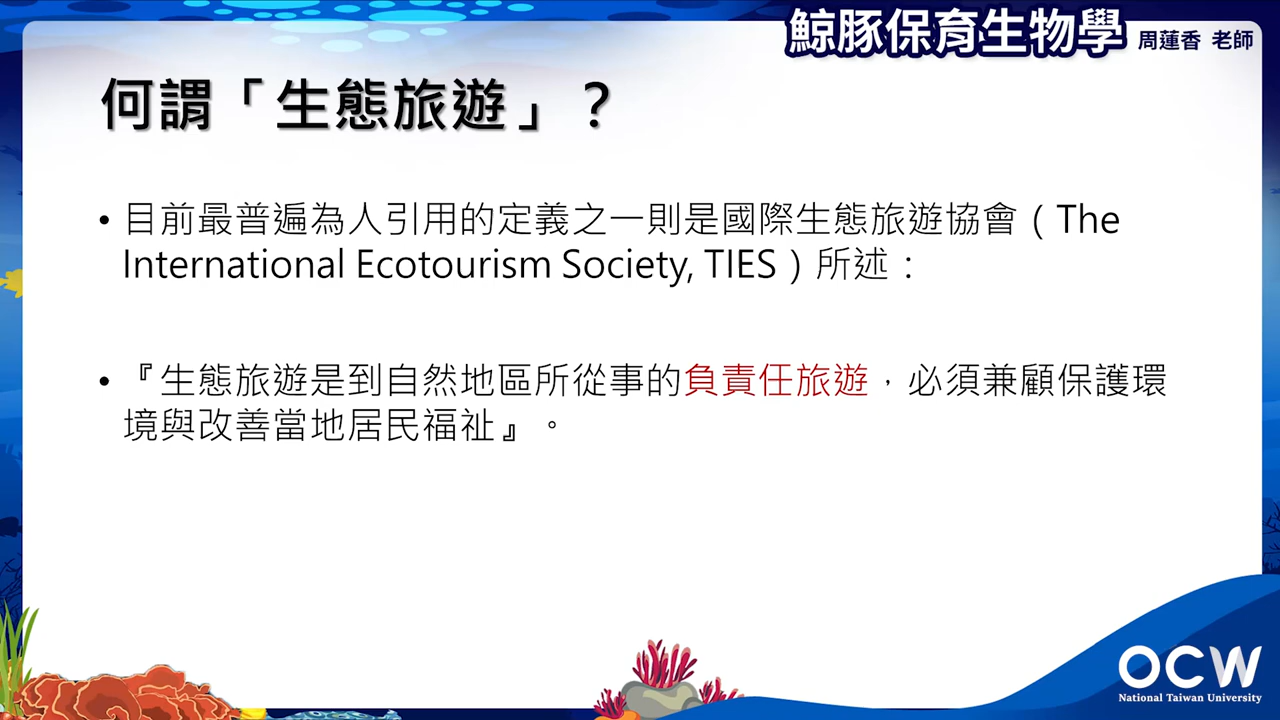 鯨豚保育生物學 周蓮香 老師
何謂「生態旅遊」？
• 目前最普遍為人引用的定義之一則是國際生態旅遊協會（The
International Ecotourism Society, TIES）所述：
• 『生態旅遊是到自然地區所從事的負責任旅遊，必須兼顧保護環
境與改善當地居民福祉』。
OCW
National Taiwan University